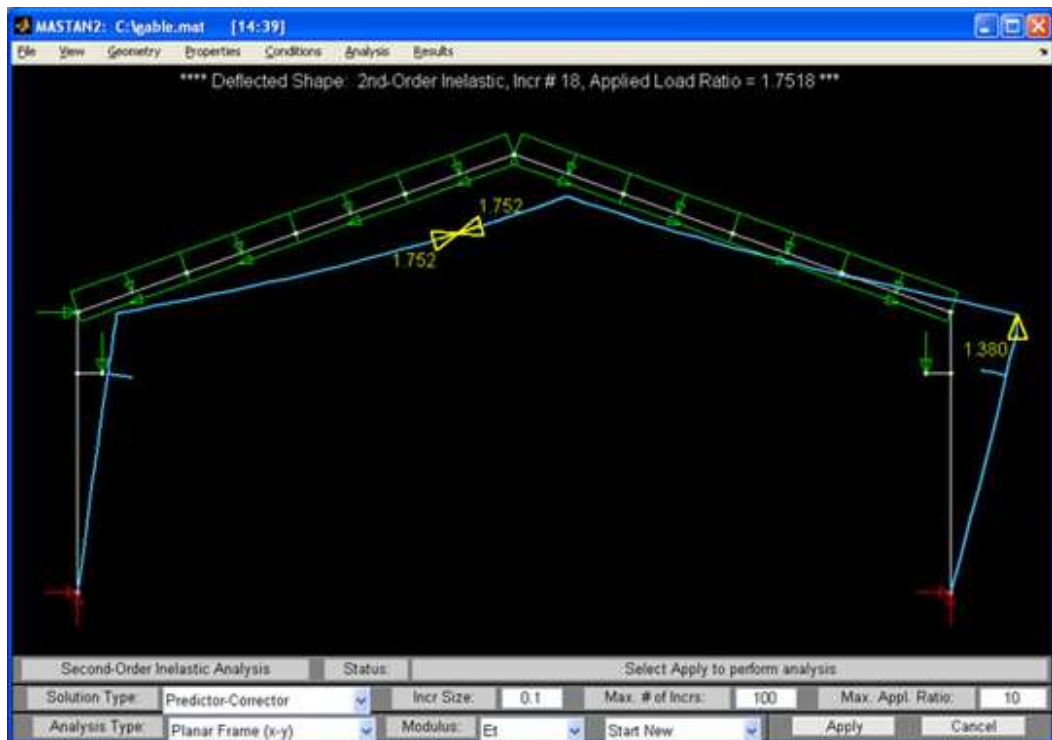 MASTAN2: C:\gable.mat [14:39]
File View Geometry Properties Conditions Analysis Results
**** Deflected Shape: 2nd-Order Inelastic, Incr # 18, Applied Load Ratio = 1.7518 ***
1.752
1.752
1.380
Second-Order Inelastic Analysis Status: Select Apply to perform analysis
Solution Type: Predictor-Corrector Incr Size: 0.1 Max. # of Incrs: 100 Max. Appl. Ratio: 10
Analysis Type: Planar Frame (x-y) Modulus: Et Start New Apply Cancel